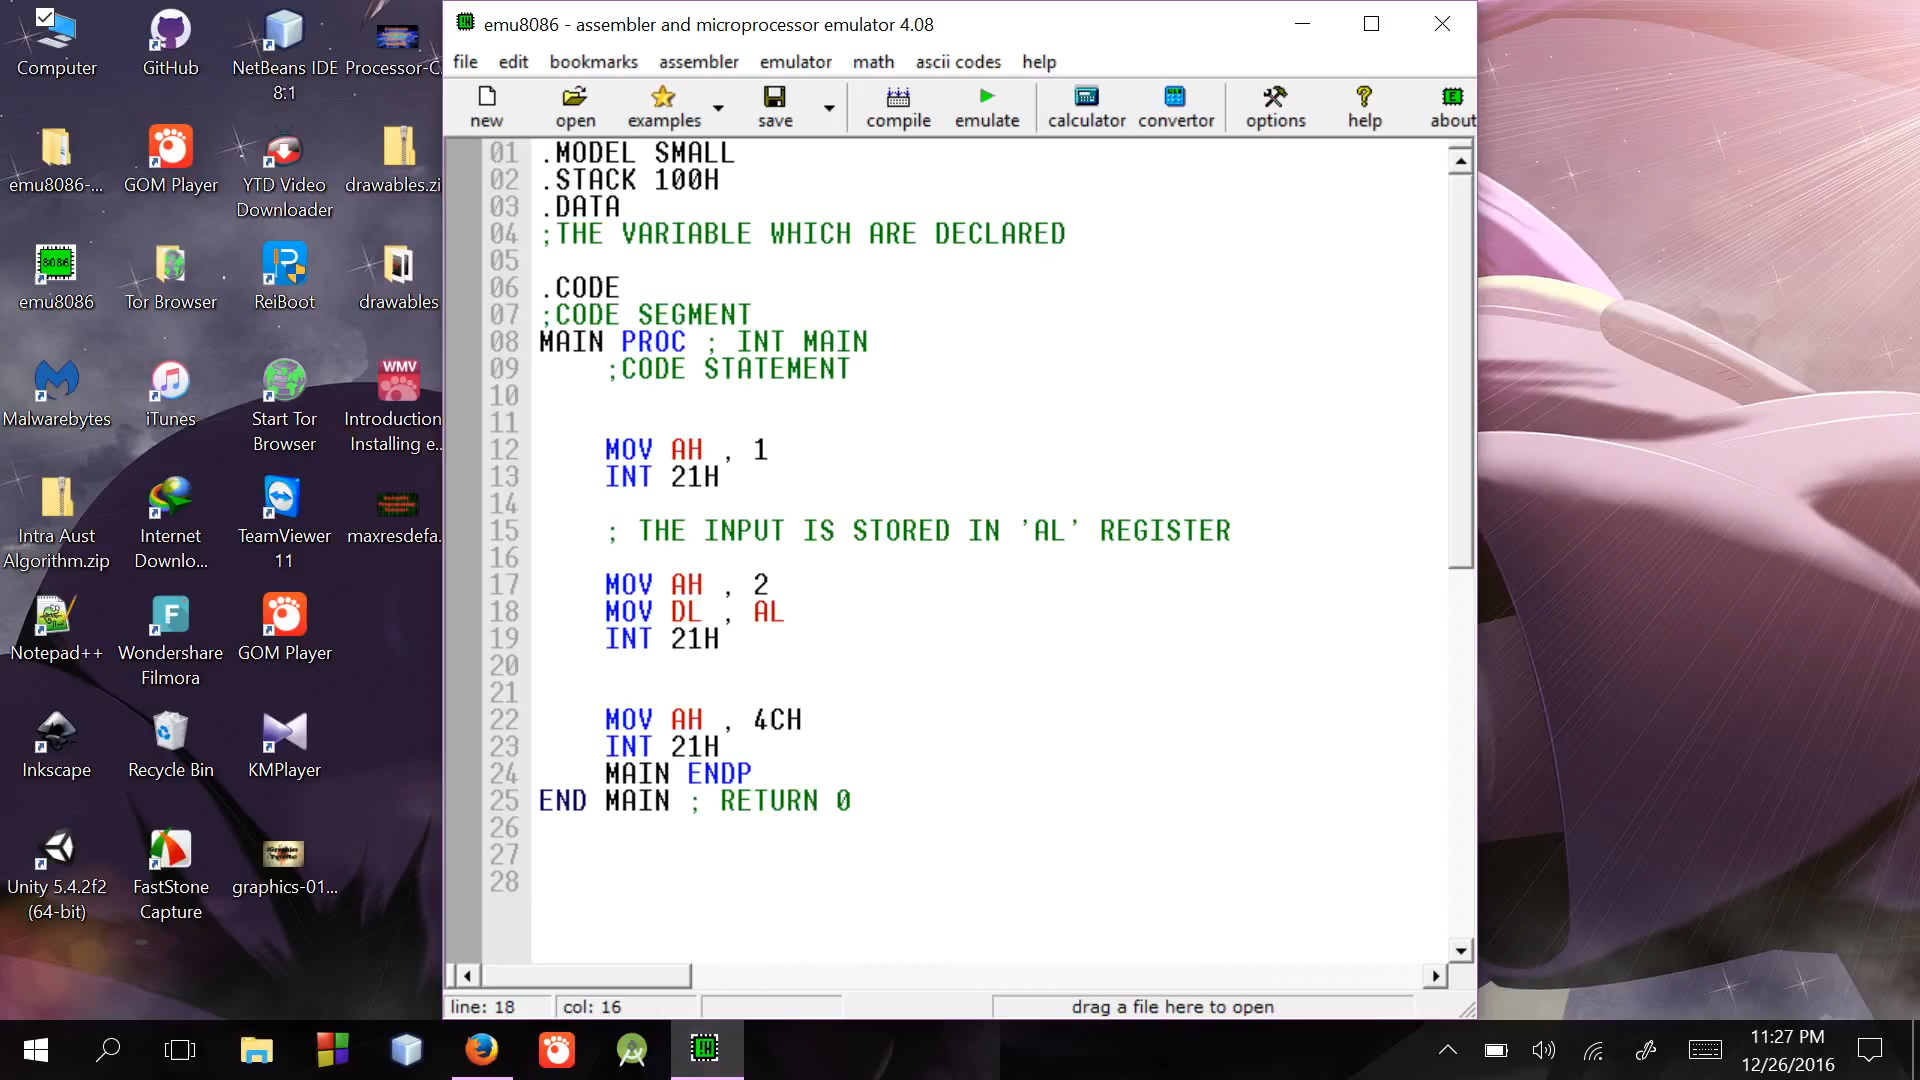 Computer
GitHub
NetBeans IDE
8:1
Processor-C...
emu8086-...
GOM Player
YTD Video
Downloader
drawables.zi
8086
emu8086
Tor Browser
ReiBoot
drawables
Malwarebytes
iTunes
Start Tor
Browser
WMV
Introduction
Installing e...
Intra Aust
Algorithm.zip
Internet
Downlo...
TeamViewer
11
maxresdefa...
Notepad++
Wondershare
Filmora
GOM Player
Inkscape
Recycle Bin
KMPlayer
Unity 5.4.2f2
(64-bit)
FastStone
Capture
graphics-01...
emu8086 - assembler and microprocessor emulator 4.08
file edit bookmarks assembler emulator math ascii codes help
new open examples save compile emulate calculator convertor options help about
01 .MODEL SMALL
02 .STACK 100H
03 .DATA
04 ;THE VARIABLE WHICH ARE DECLARED
05
06 .CODE
07 ;CODE SEGMENT
08 MAIN PROC ; INT MAIN
09 ;CODE STATEMENT
10
11
12 MOV AH , 1
13 INT 21H
14
15 ; THE INPUT IS STORED IN 'AL' REGISTER
16
17 MOV AH , 2
18 MOV DL , AL
19 INT 21H
20
21
22 MOV AH , 4CH
23 INT 21H
24 MAIN ENDP
25 END MAIN ; RETURN 0
26
27
28
line: 18 col: 16 drag a file here to open
11:27 PM
12/26/2016